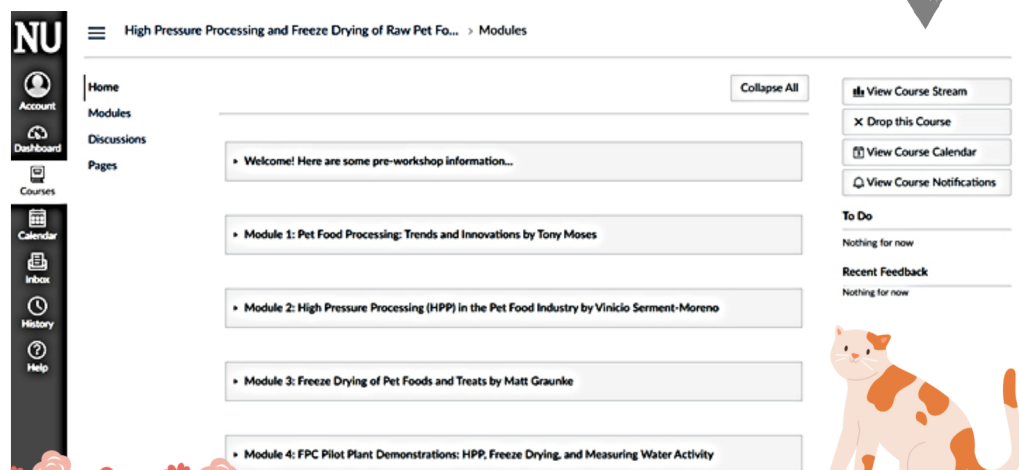 NU
High Pressure Processing and Freeze Drying of Raw Pet Fo... > Modules
Account
Dashboard
Courses
Calendar
Inbox
History
Help
Home
Modules
Discussions
Pages
Collapse All
Welcome! Here are some pre-workshop information...
Module 1: Pet Food Processing: Trends and Innovations by Tony Moses
Module 2: High Pressure Processing (HPP) in the Pet Food Industry by Vinicio Serment-Moreno
Module 3: Freeze Drying of Pet Foods and Treats by Matt Graunke
Module 4: FPC Pilot Plant Demonstrations: HPP, Freeze Drying, and Measuring Water Activity
View Course Stream
Drop this Course
View Course Calendar
View Course Notifications
To Do
Nothing for now
Recent Feedback
Nothing for now